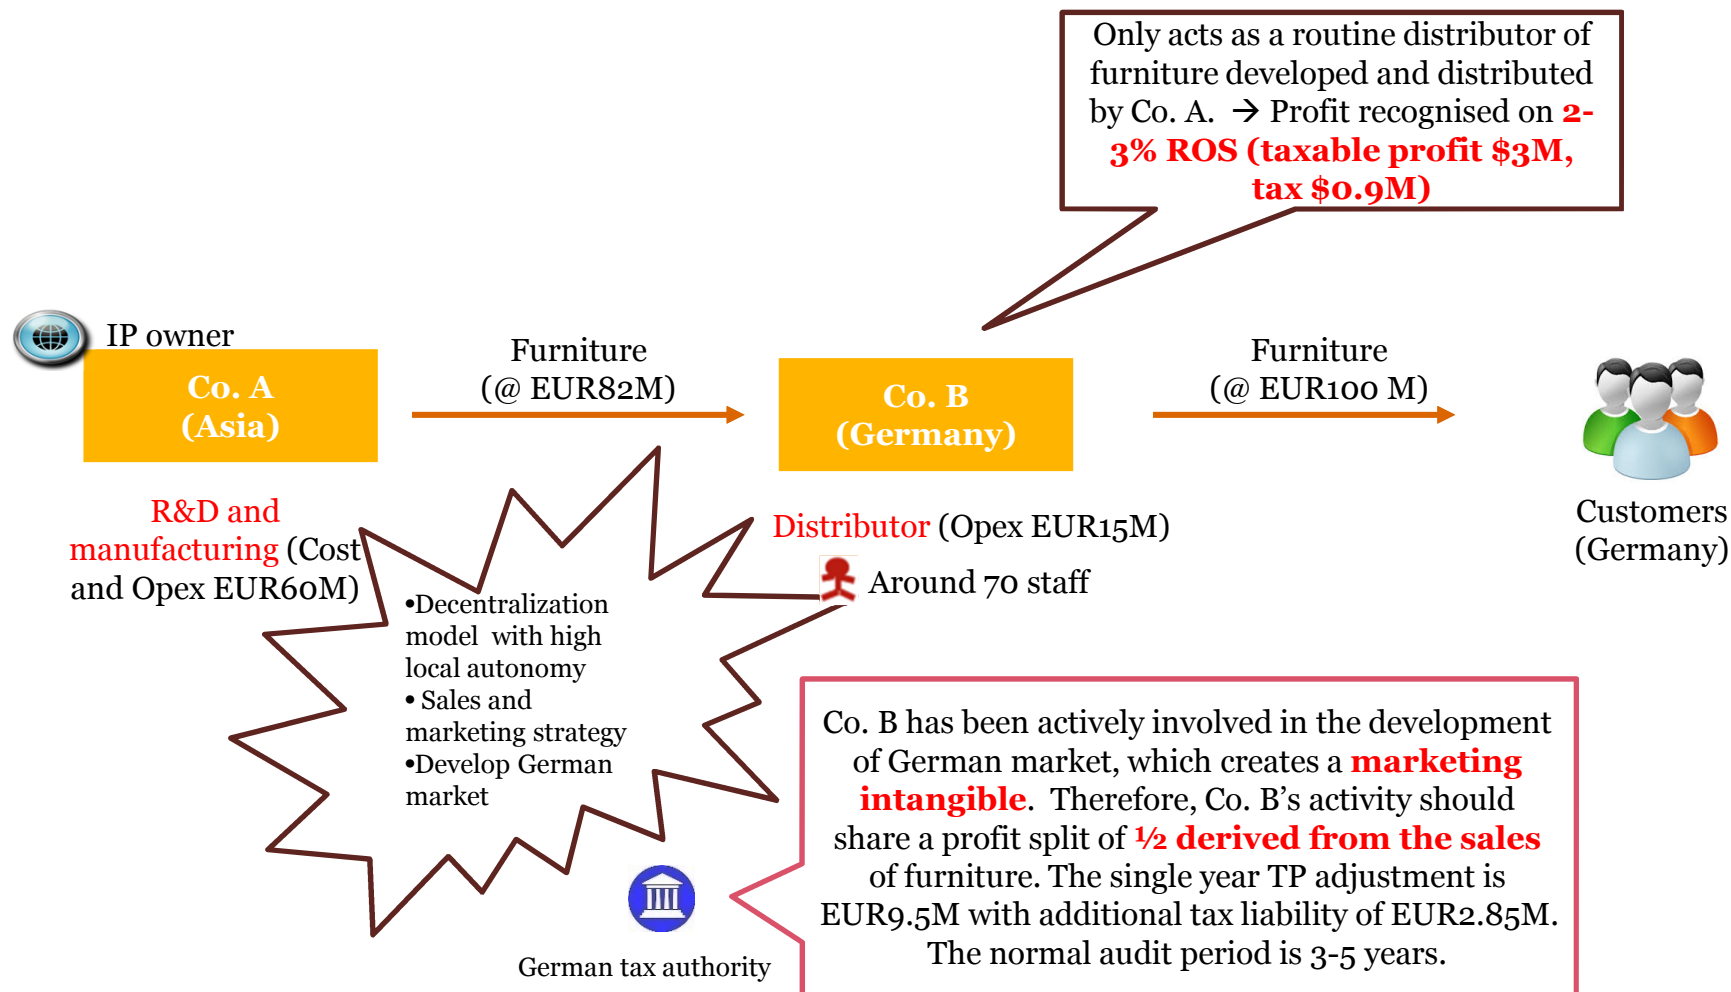 Only acts as a routine distributor of
furniture developed and distributed
by Co. A. → Profit recognised on 2-
3% ROS (taxable profit $3M,
tax $0.9M)
IP owner
Co. A
(Asia)
Furniture
(@ EUR82M)
Co. B
(Germany)
Furniture
(@ EUR100 M)
R&D and
manufacturing (Cost
and Opex EUR60M)
Distributor (Opex EUR15M)
Around 70 staff
Customers
(Germany)
•Decentralization
model with high
local autonomy
• Sales and
marketing strategy
•Develop German
market
Co. B has been actively involved in the development
of German market, which creates a marketing
intangible. Therefore, Co. B’s activity should
share a profit split of ½ derived from the sales
of furniture. The single year TP adjustment is
EUR9.5M with additional tax liability of EUR2.85M.
The normal audit period is 3-5 years.
German tax authority